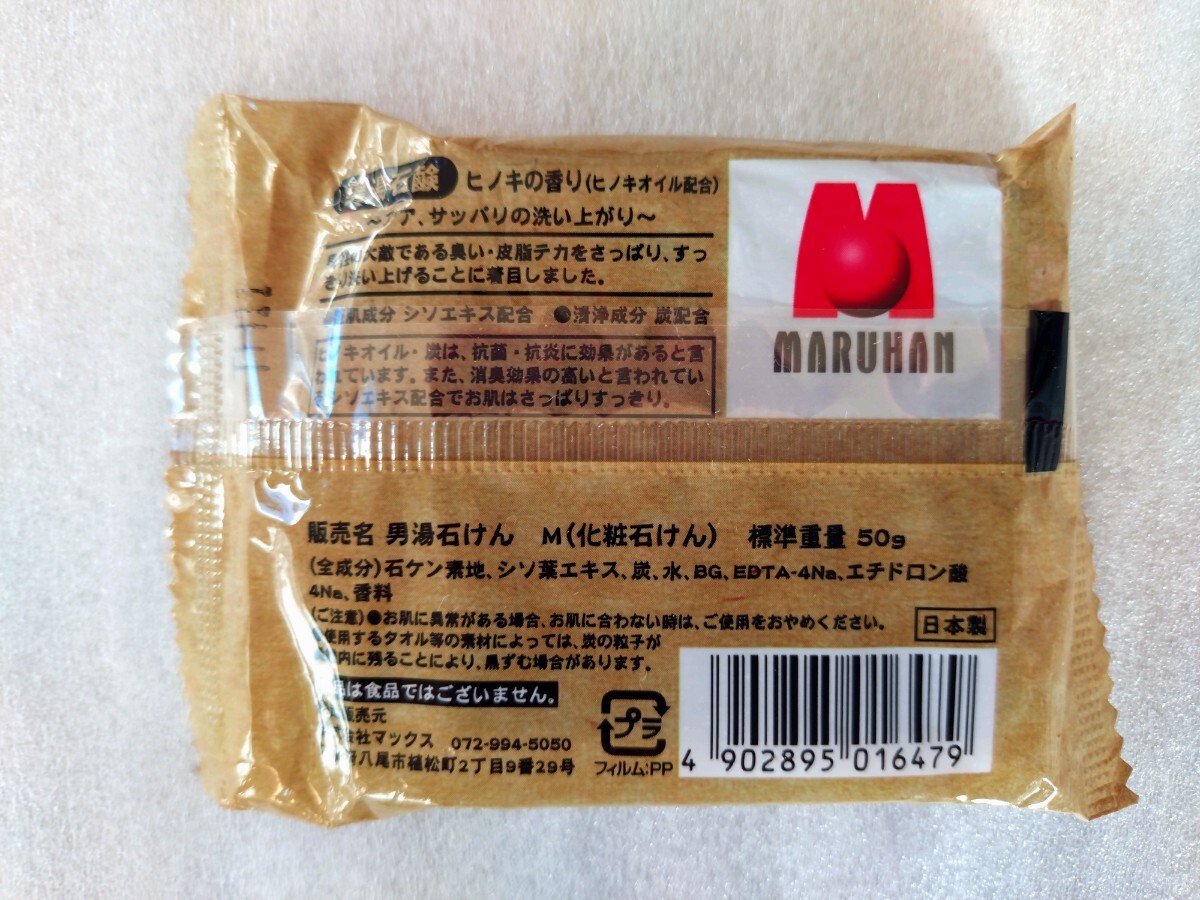 石鹸 ヒノキの香り(ヒノキオイル配合)
サッパリの洗い上がり～
大敵である臭い・皮脂テカをさっぱり、すっ
洗い上げることに着目しました。
肌成分 シソエキス配合 ●清浄成分 炭配合
ヒノキオイル・炭は、抗菌・抗炎に効果があると言
われています。また、消臭効果の高いと言われてい
るシソエキス配合でお肌はさっぱりすっきり。
MARUHAN
販売名 男湯石けん M(化粧石けん) 標準重量 50g
(全成分)石ケン素地、シソ葉エキス、炭、水、BG、EDTA-4Na、エチドロン酸
4Na、香料
(ご注意)●お肌に異常がある場合、お肌に合わない時は、ご使用をおやめください。
●使用するタオル等の素材によっては、炭の粒子が
内に残ることにより、黒ずむ場合があります。
日本製
品は食品ではございません。
販売元
会社マックス 072-994-5050
八尾市植松町2丁目9番29号
プラ
フィルム:PP
4 902895 016479